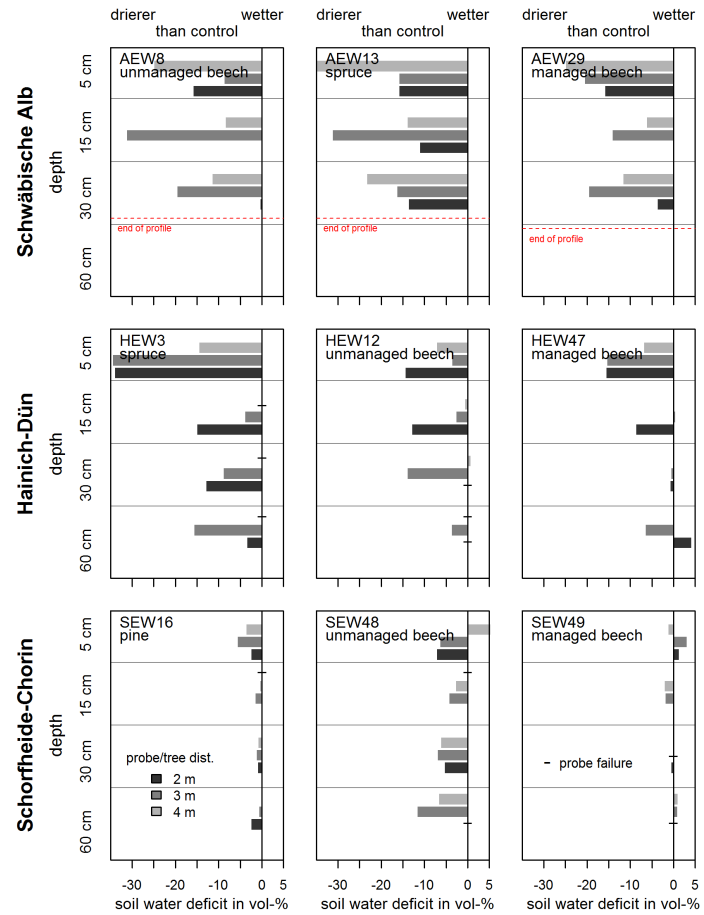 drierer wetter drierer wetter drierer wetter
than control than control than control
Schwäbische Alb
depth
5 cm
15 cm
30 cm
60 cm
AEW8
unmanaged beech
end of profile
AEW13
spruce
end of profile
AEW29
managed beech
end of profile
Hainich-Dün
depth
5 cm
15 cm
30 cm
60 cm
HEW3
spruce
HEW12
unmanaged beech
HEW47
managed beech
Schorfheide-Chorin
depth
5 cm
15 cm
30 cm
60 cm
SEW16
pine
probe/tree dist.
2 m
3 m
4 m
SEW48
unmanaged beech
SEW49
managed beech
- probe failure
-30 -20 -10 0 5 -30 -20 -10 0 5 -30 -20 -10 0 5
soil water deficit in vol-% soil water deficit in vol-% soil water deficit in vol-%